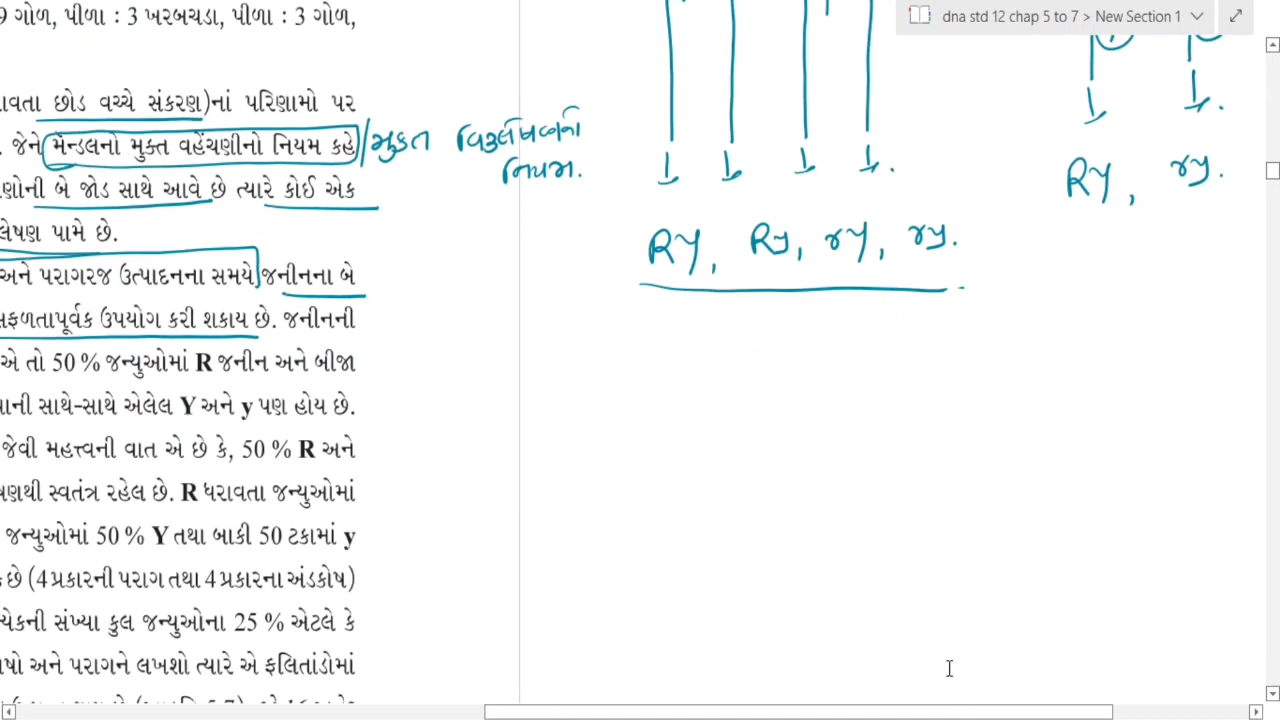 dna std 12 chap 5 to 7 > New Section 1
9 ગોળ, પીળા : 3 ખરબચડા, પીળા : 3 ગોળ,
ાવતા છોડ વચ્ચે સંકરણ)નાં પરિણામો પર
જેને મેન્ડલનો મુક્ત વહેંચણીનો નિયમ કહે / મુક્ત
નિયમ.
ણોની બે જોડ સાથે આવે છે ત્યારે કોઈ એક
લેષણ પામે છે.
અને પરાગરજ ઉત્પાદનના સમયે જનીનના બે
સફળતાપૂર્વક ઉપયોગ કરી શકાય છે. જનીનની
એ તો 50 % જન્યુઓમાં R જનીન અને બીજા
ાની સાથે-સાથે એલેલ Y અને y પણ હોય છે.
જેવી મહત્ત્વની વાત એ છે કે, 50 % R અને
ષણથી સ્વતંત્ર રહેલ છે. R ધરાવતા જન્યુઓમાં
જન્યુઓમાં 50 % Y તથા બાકી 50 ટકામાં y
છે (4 પ્રકારની પરાગ તથા 4 પ્રકારના અંડકોષ)
યેકની સંખ્યા કુલ જન્યુઓના 25 % એટલે કે
ષો અને પરાગને લખશો ત્યારે એ ફલિતાંડોમાં
RY, Ry, rY, ry.
RY, ry.